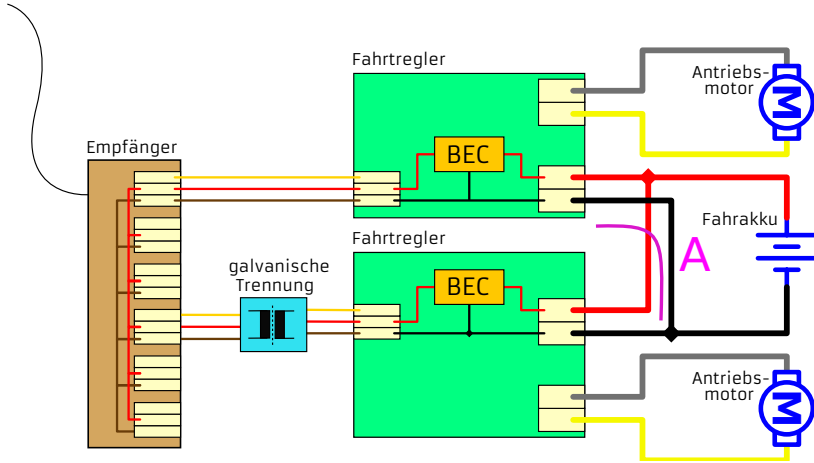 Fahrtregler
Antriebs-
motor
M
Empfänger
BEC
Fahrakku
A
Fahrtregler
galvanische
Trennung
BEC
Antriebs-
motor
M